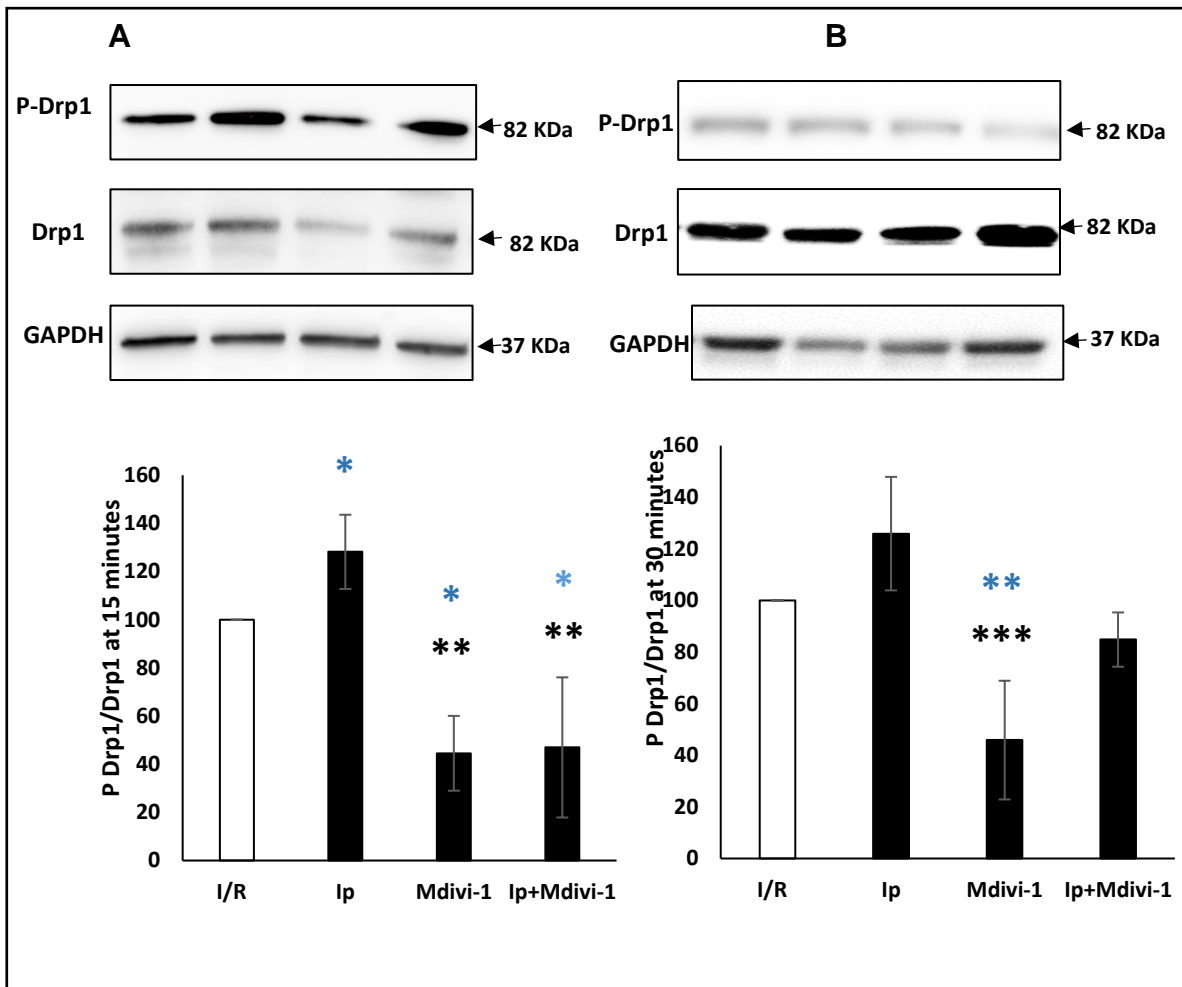 A
P-Drp1
82 KDa
Drp1
82 KDa
GAPDH
37 KDa
P Drp1/Drp1 at 15 minutes
160
140
120
100
80
60
40
20
0
*
*
**
*
**
I/R Ip Mdivi-1 Ip+Mdivi-1
B
P-Drp1
82 KDa
Drp1
82 KDa
GAPDH
37 KDa
P Drp1/Drp1 at 30 minutes
160
140
120
100
80
60
40
20
0
**
***
I/R Ip Mdivi-1 Ip+Mdivi-1